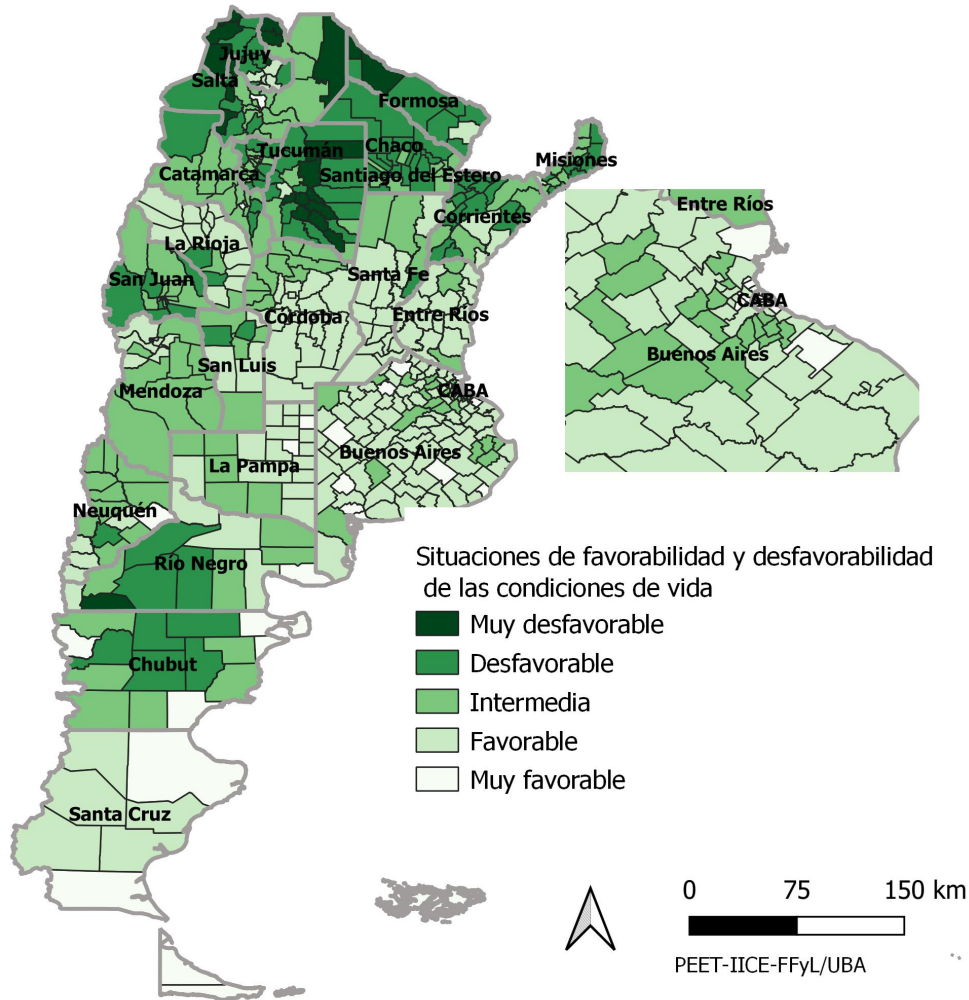 Jujuy
Salta
Formosa
Tucumán
Chaco
Catamarca
Santiago del Estero
Misiones
Corrientes
La Rioja
San Juan
Santa Fe
Córdoba
Entre Ríos
San Luis
Mendoza
CABA
Buenos Aires
La Pampa
Neuquén
Río Negro
Chubut
Santa Cruz
Entre Ríos
CABA
Buenos Aires
Situaciones de favorabilidad y desfavorabilidad
de las condiciones de vida
Muy desfavorable
Desfavorable
Intermedia
Favorable
Muy favorable
0 75 150 km
PEET-IICE-FFyL/UBA